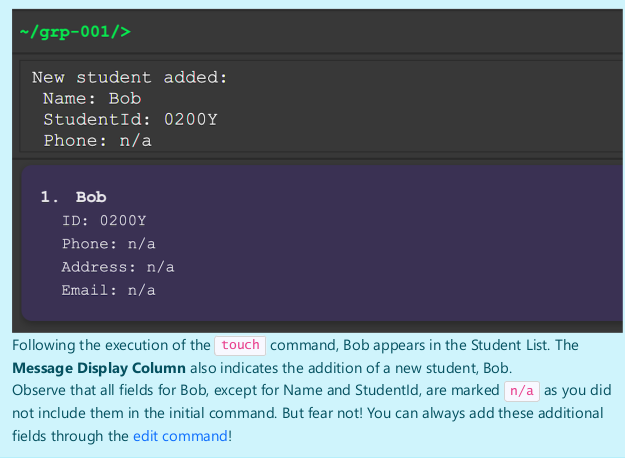 ~/grp-001/>
New student added:
Name: Bob
StudentId: 0200Y
Phone: n/a
1. Bob
ID: 0200Y
Phone: n/a
Address: n/a
Email: n/a
Following the execution of the touch command, Bob appears in the Student List. The
Message Display Column also indicates the addition of a new student, Bob.
Observe that all fields for Bob, except for Name and StudentId, are marked n/a as you did
not include them in the initial command. But fear not! You can always add these additional
fields through the edit command!